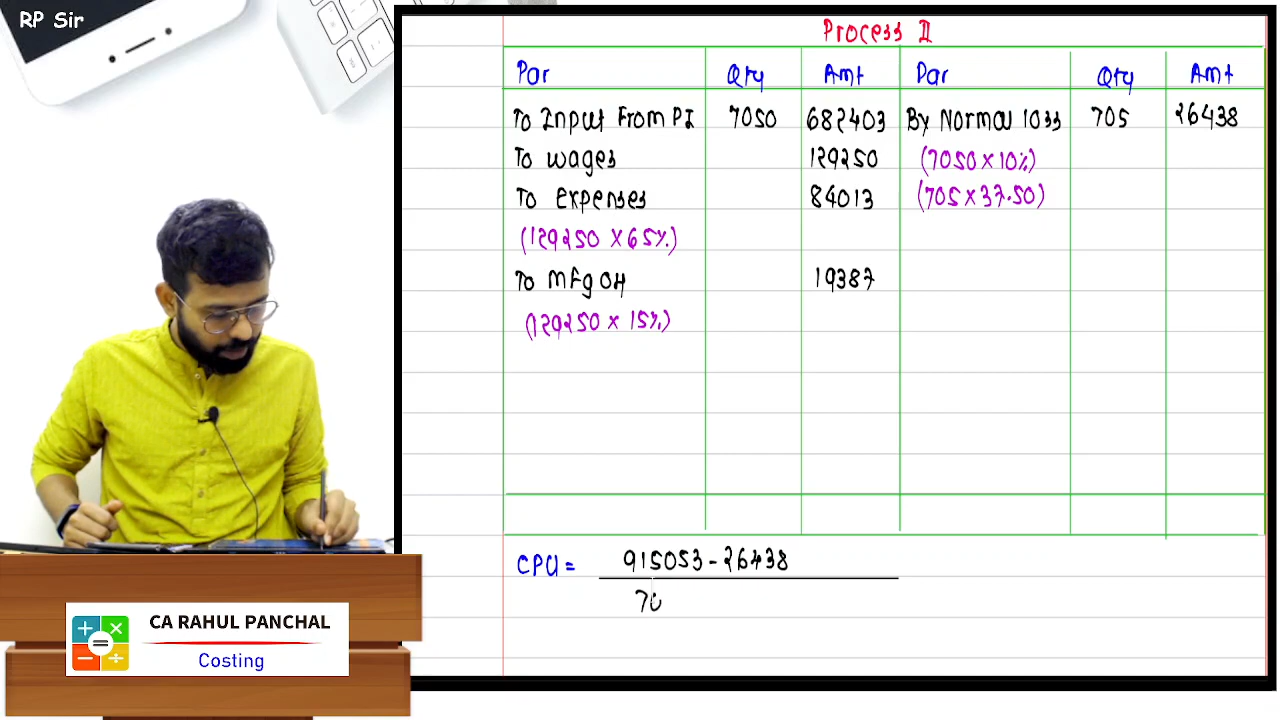 RP Sir
Process II
Par Qty Amt Par Qty Amt
To Input From PI 7050 682403 By Normal loss 705 26438
To wages 129250 (7050 x 10%)
To Expenses 84013 (705 x 37.50)
(129250 x 65%)
To MFg OH 19387
(129250 x 15%)
CPU = 915053 - 26438
70
CA RAHUL PANCHAL
Costing